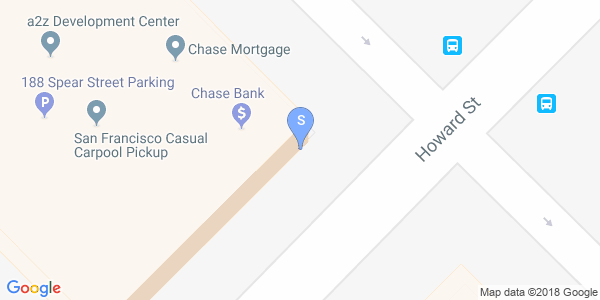 a2z Development Center
Chase Mortgage
188 Spear Street Parking
P
Chase Bank
$
S
San Francisco Casual
Carpool Pickup
Howard St
Google
Map data ©2018 Google